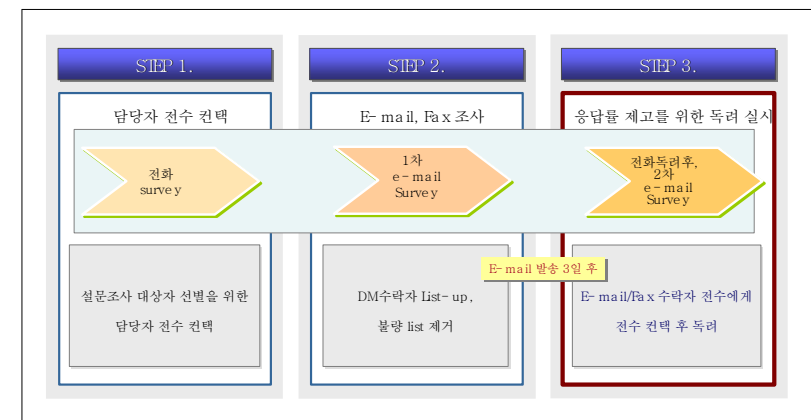 STEP 1.
담당자 전수 컨택
전화
survey
설문조사 대상자 선별을 위한
담당자 전수 컨택
STEP 2.
E-mail, Fax 조사
1차
e-mail
Survey
DM수락자 List-up,
불량 list 제거
E-mail 발송 3일 후
STEP 3.
응답률 제고를 위한 독려 실시
전화독려후,
2차
e-mail
Survey
E-mail/Fax 수락자 전수에게
전수 컨택 후 독려